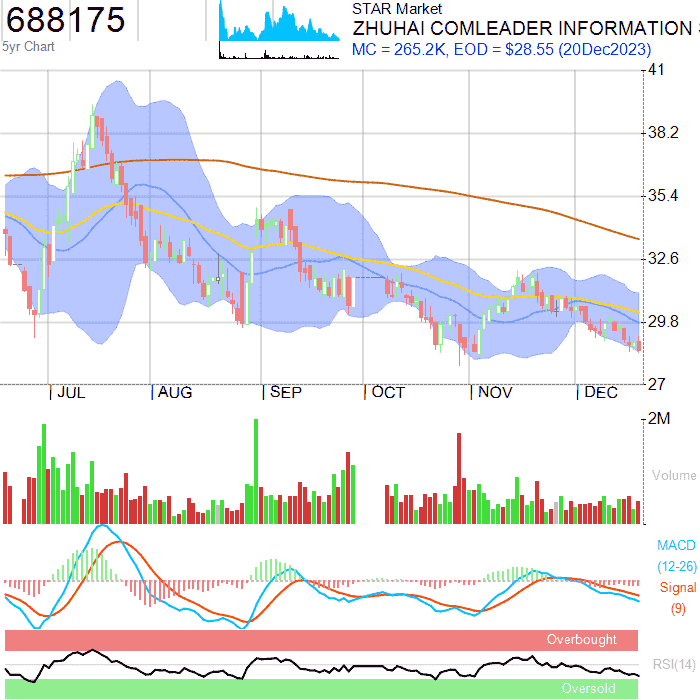 688175
5yr Chart
STAR Market
ZHUHAI COMLEADER INFORMATION
MC = 265.2K, EOD = $28.55 (20Dec2023)
41
38.2
35.4
32.6
29.8
27
JUL AUG SEP OCT NOV DEC
2M
Volume
MACD
(12-26)
Signal
(9)
Overbought
RSI(14)
Oversold